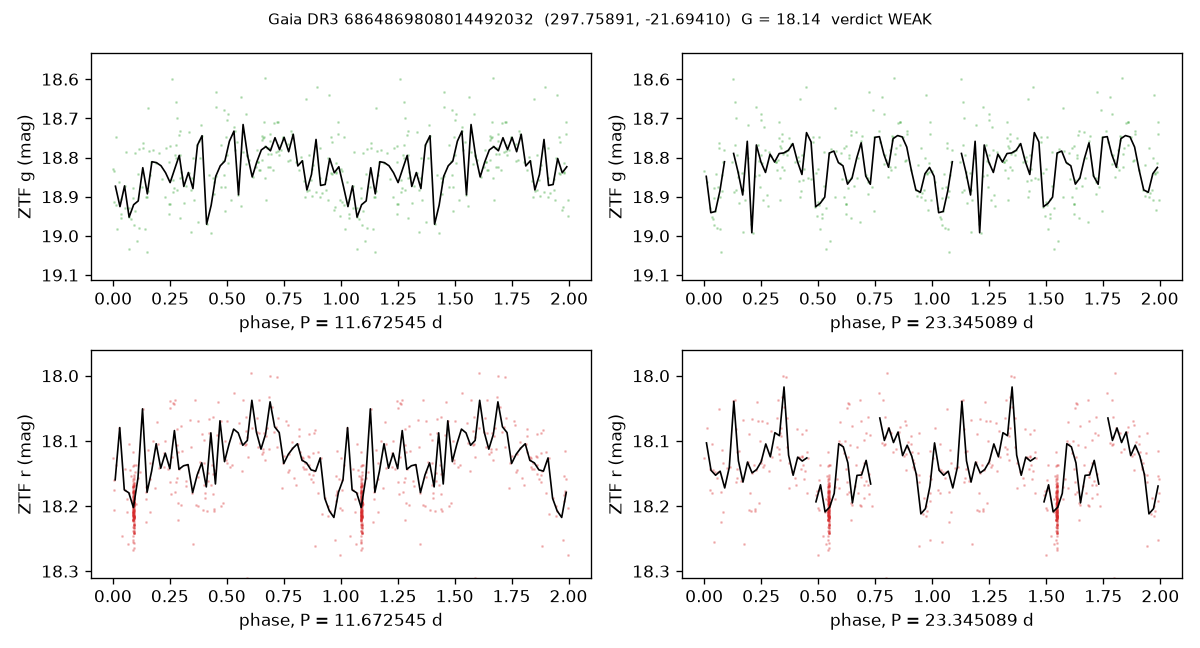 Gaia DR3 6864869808014492032 (297.75891, -21.69410) G = 18.14 verdict WEAK
ZTF g (mag)
18.6
18.7
18.8
18.9
19.0
19.1
0.00 0.25 0.50 0.75 1.00 1.25 1.50 1.75 2.00
phase, P = 11.672545 d
ZTF g (mag)
18.6
18.7
18.8
18.9
19.0
19.1
0.00 0.25 0.50 0.75 1.00 1.25 1.50 1.75 2.00
phase, P = 23.345089 d
ZTF r (mag)
18.0
18.1
18.2
18.3
0.00 0.25 0.50 0.75 1.00 1.25 1.50 1.75 2.00
phase, P = 11.672545 d
ZTF r (mag)
18.0
18.1
18.2
18.3
0.00 0.25 0.50 0.75 1.00 1.25 1.50 1.75 2.00
phase, P = 23.345089 d